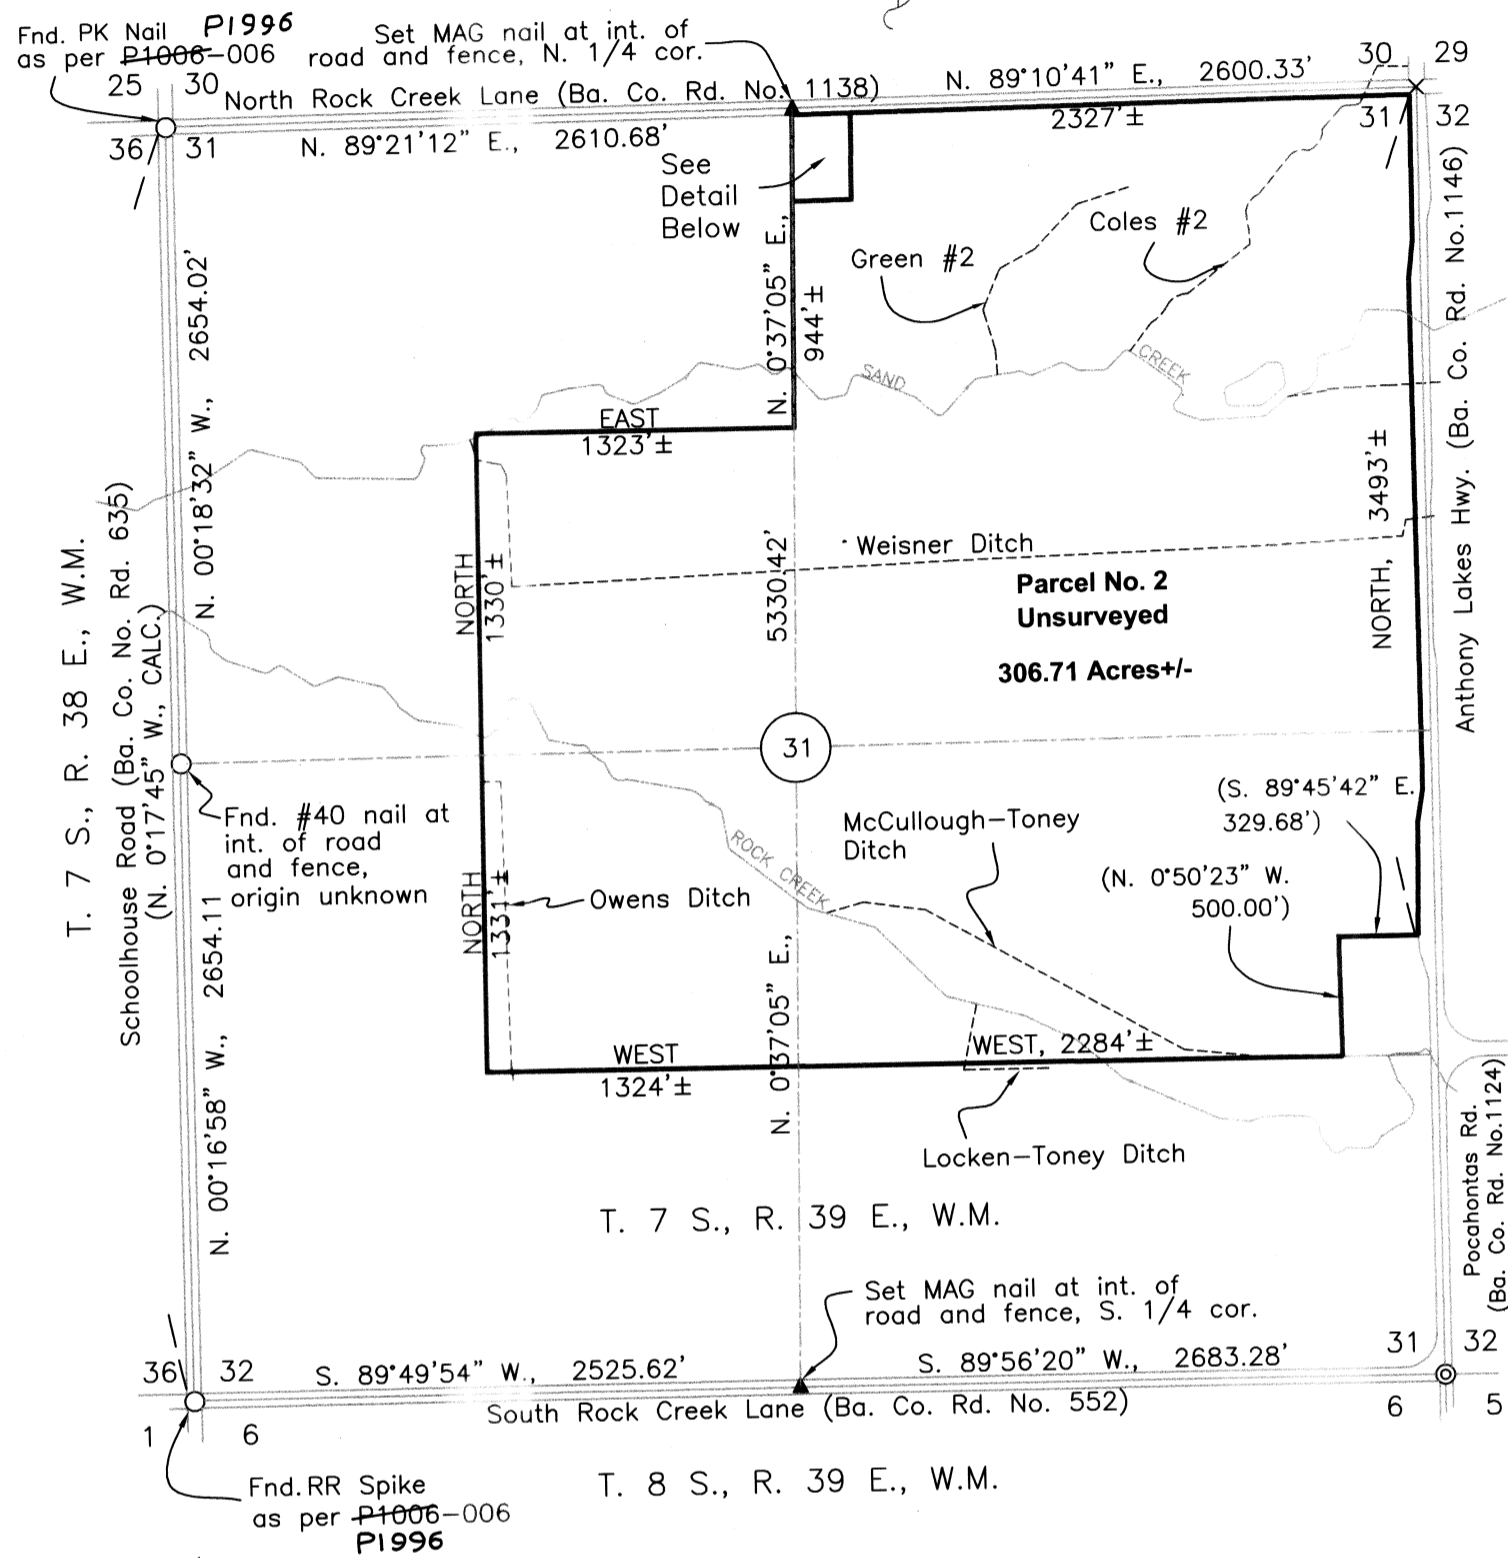 Fnd. PK Nail P1996
as per P1006-006
Set MAG nail at int. of
road and fence, N. 1/4 cor.
25 30
36 31
North Rock Creek Lane (Ba. Co. Rd. No. 1138)
N. 89°21'12" E., 2610.68'
N. 89°10'41" E., 2600.33'
2327'±
30 29
31 32
See
Detail
Below
Green #2
Coles #2
N. 0°37'05" E.,
944'±
SAND
CREEK
EAST
1323'±
N. 00°18'32" W., 2654.02'
T. 7 S., R. 38 E., W.M.
Schoolhouse Road (Ba. Co. No. Rd. 635)
(N. 0°17'45" W., CALC.)
NORTH
1330'±
5330.42'
Weisner Ditch
Parcel No. 2
Unsurveyed
306.71 Acres+/-
NORTH, 3493'±
Anthony Lakes Hwy. (Ba. Co. Rd. No.1146)
31
Fnd. #40 nail at
int. of road
and fence,
origin unknown
NORTH
1331'±
Owens Ditch
ROCK CREEK
McCullough-Toney
Ditch
(S. 89°45'42" E.
329.68')
(N. 0°50'23" W.
500.00')
N. 0°37'05" E.,
WEST
1324'±
WEST, 2284'±
Locken-Toney Ditch
N. 00°16'58" W., 2654.11
T. 7 S., R. 39 E., W.M.
Pocahontas Rd.
(Ba. Co. Rd. No.1124)
Set MAG nail at int. of
road and fence, S. 1/4 cor.
36 32
S. 89°49'54" W., 2525.62'
S. 89°56'20" W., 2683.28'
31 32
South Rock Creek Lane (Ba. Co. Rd. No. 552)
1 6
6 5
Fnd. RR Spike
as per P1006-006
P1996
T. 8 S., R. 39 E., W.M.